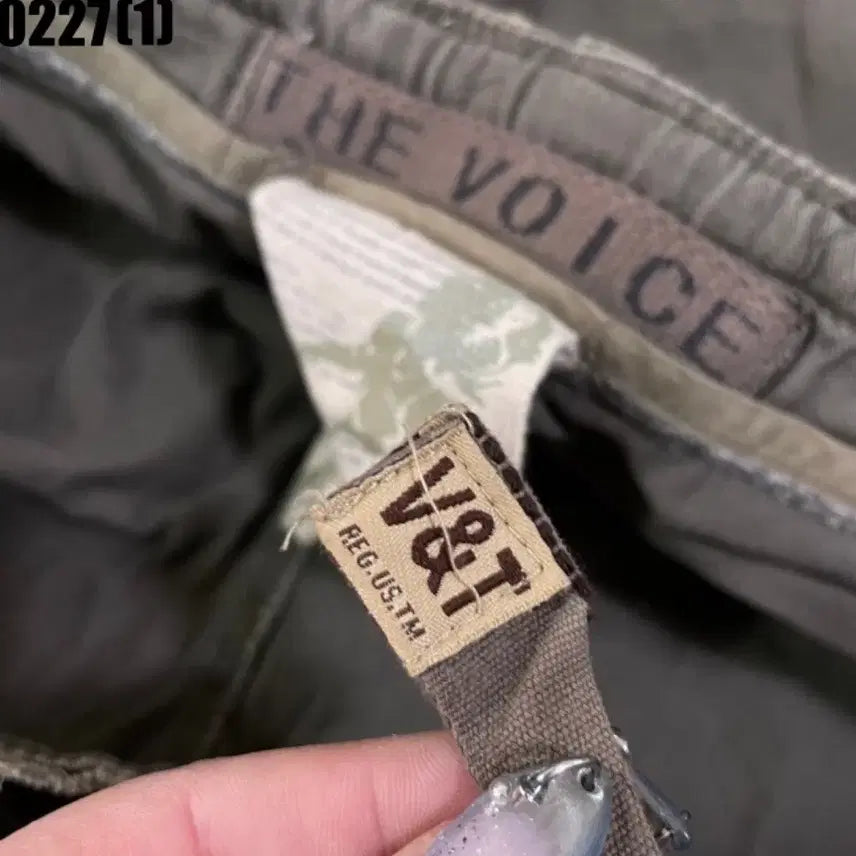 0227(1)
THE VOICE
V&T
REG.US.TM